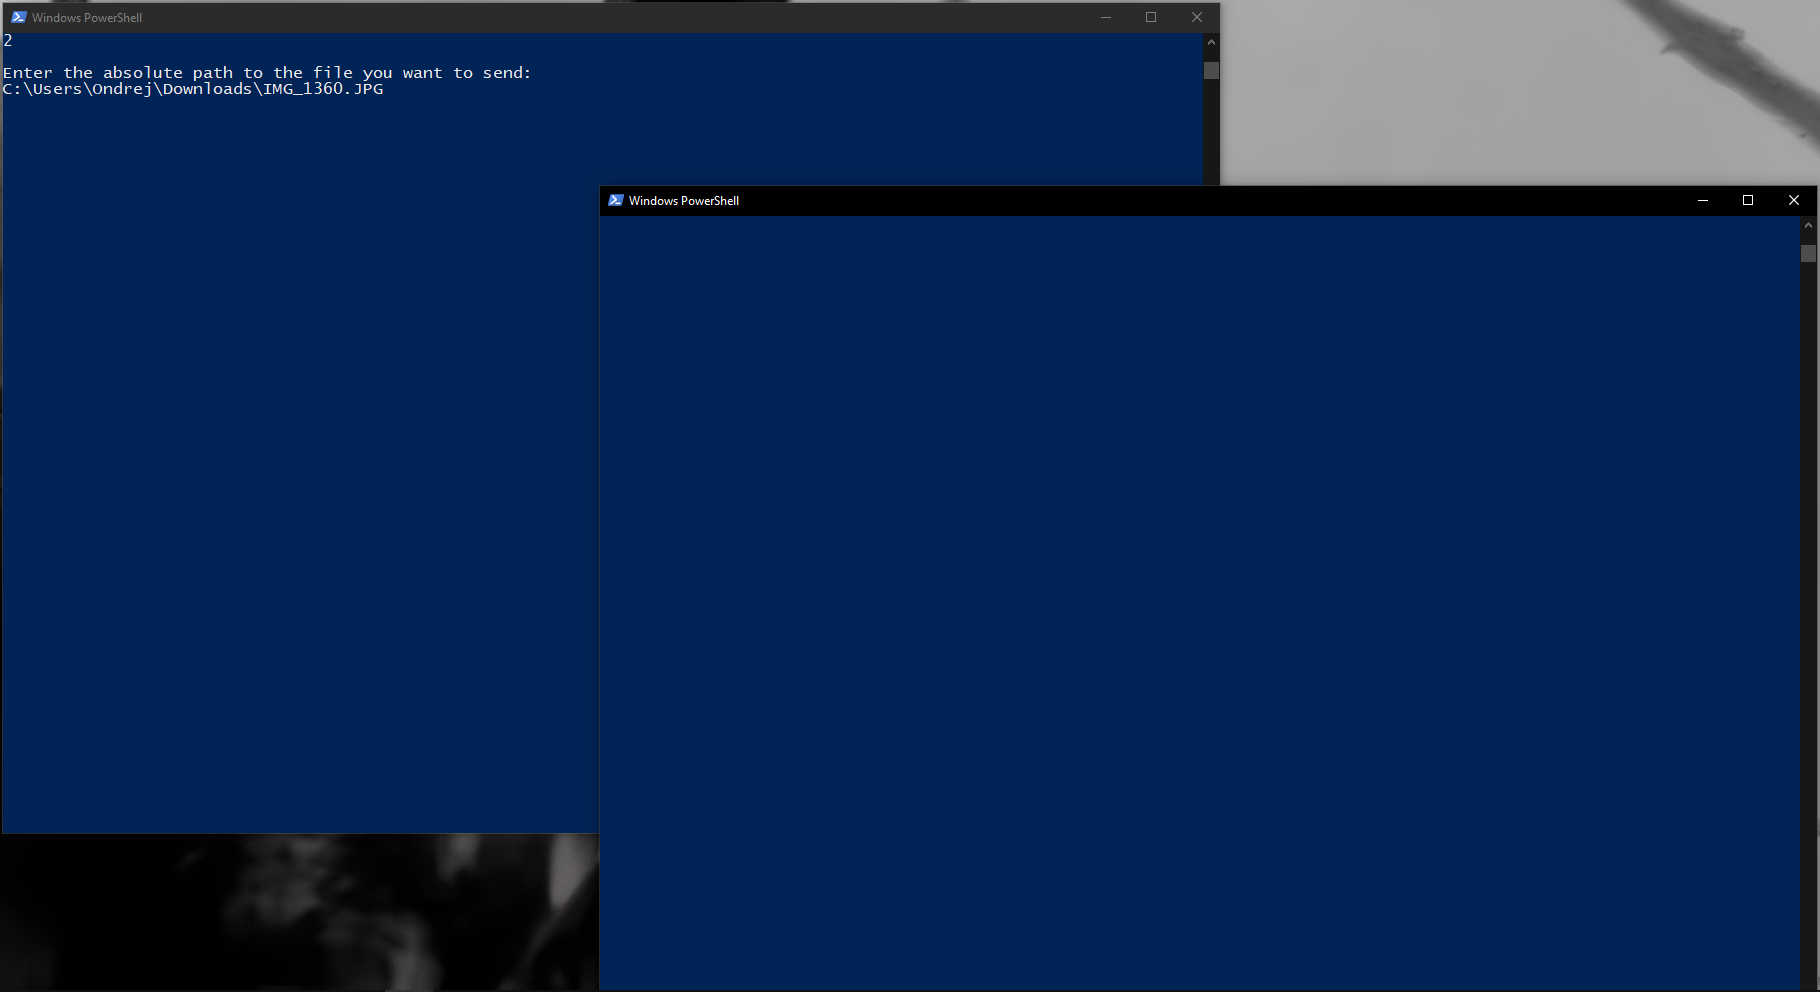 Windows PowerShell
2
Enter the absolute path to the file you want to send:
C:\Users\Ondrej\Downloads\IMG_1360.JPG
Windows PowerShell